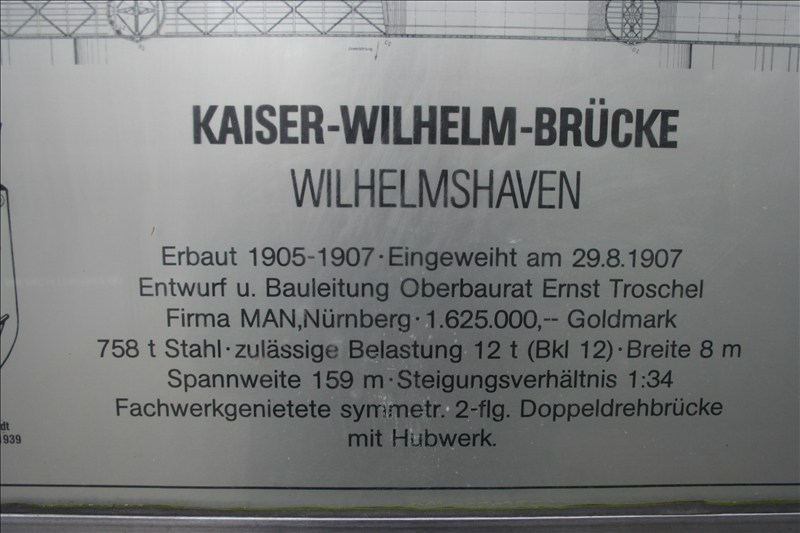 KAISER-WILHELM-BRÜCKE
WILHELMSHAVEN
Erbaut 1905-1907·Eingeweiht am 29.8.1907
Entwurf u. Bauleitung Oberbaurat Ernst Troschel
Firma MAN,Nürnberg·1.625.000,-- Goldmark
758 t Stahl·zulässige Belastung 12 t (Bkl 12)·Breite 8 m
Spannweite 159 m·Steigungsverhältnis 1:34
Fachwerkgenietete symmetr. 2-flg. Doppeldrehbrücke
mit Hubwerk.
dt
939